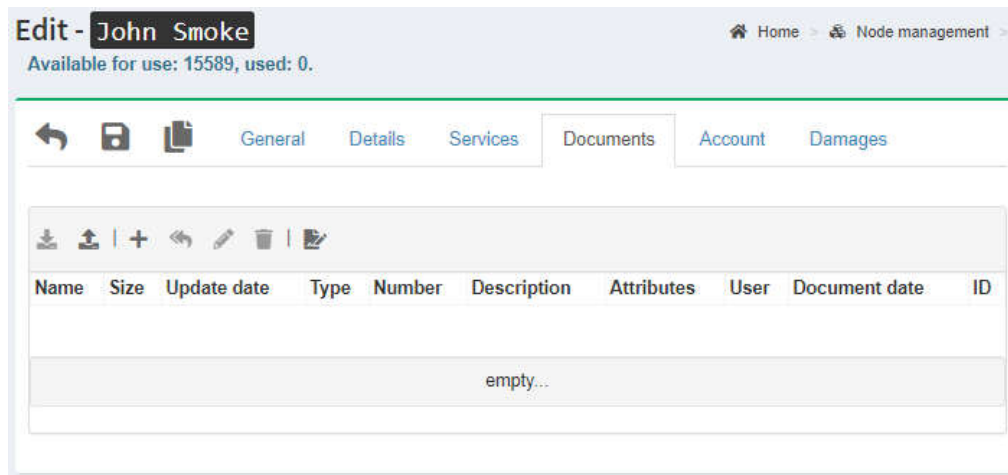 Edit - John Smoke
Home > Node management >
Available for use: 15589, used: 0.
General Details Services Documents Account Damages
Name Size Update date Type Number Description Attributes User Document date ID
empty...